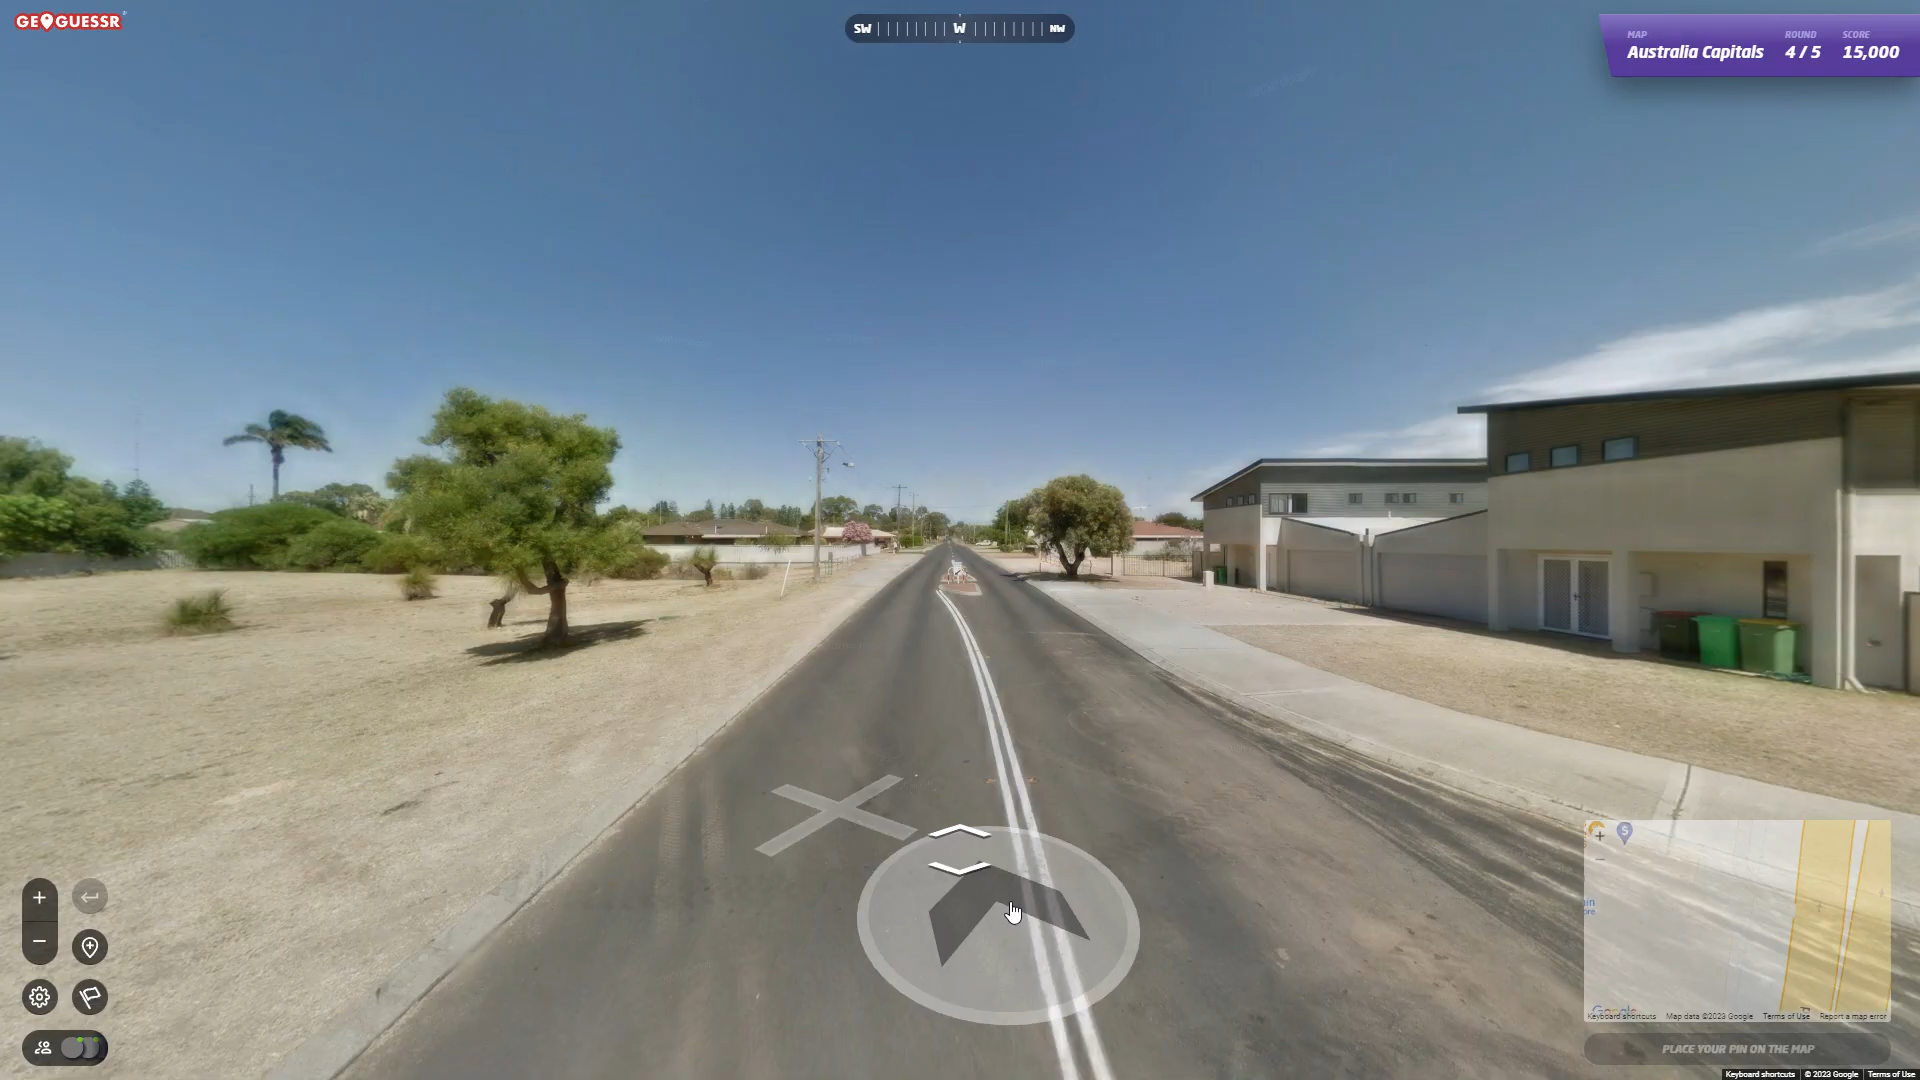 GEOGUESSR
SW W NW
MAP ROUND SCORE
Australia Capitals 4 / 5 15,000
S
Google
Keyboard shortcuts Map data ©2023 Google Terms of Use Report a map error
PLACE YOUR PIN ON THE MAP
Keyboard shortcuts © 2023 Google Terms of Use